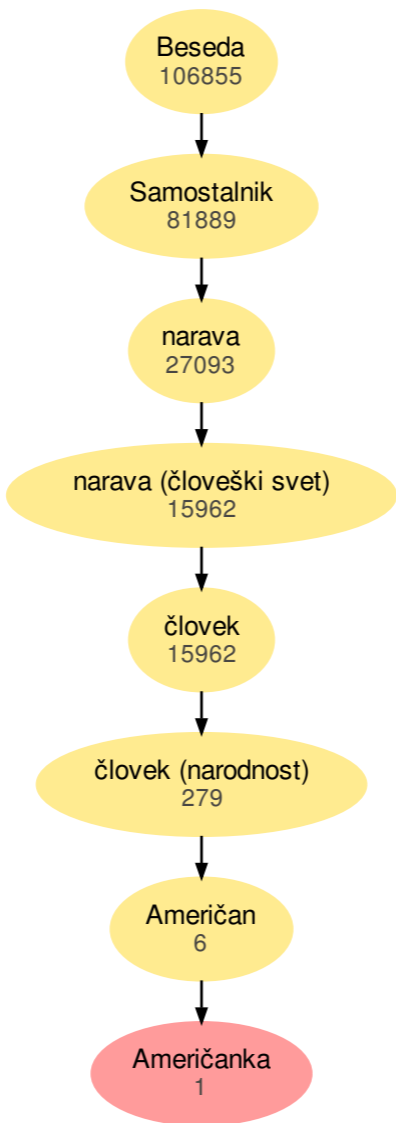 Beseda
106855
Samostalnik
81889
narava
27093
narava (človeški svet)
15962
človek
15962
človek (narodnost)
279
Američan
6
Američanka
1